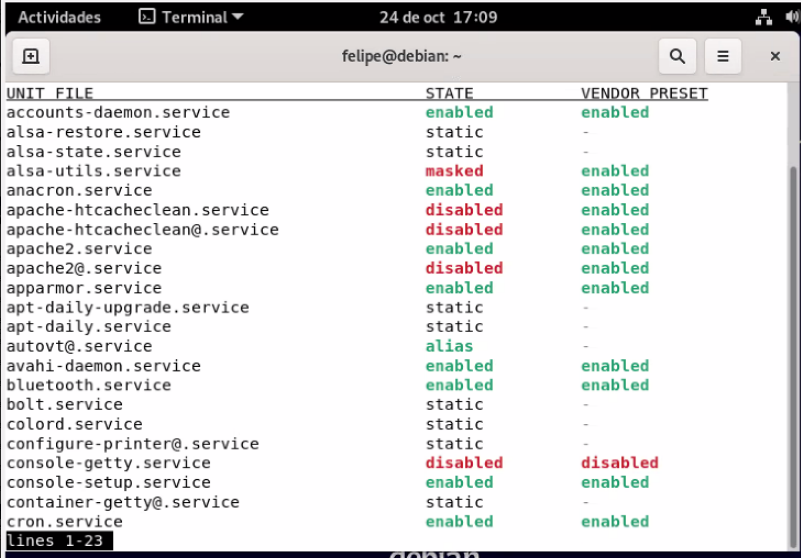 Actividades Terminal 24 de oct 17:09
felipe@debian: ~
UNIT FILE STATE VENDOR PRESET
accounts-daemon.service enabled enabled
alsa-restore.service static -
alsa-state.service static -
alsa-utils.service masked enabled
anacron.service enabled enabled
apache-htcacheclean.service disabled enabled
apache-htcacheclean@.service disabled enabled
apache2.service enabled enabled
apache2@.service disabled enabled
apparmor.service enabled enabled
apt-daily-upgrade.service static -
apt-daily.service static -
autovt@.service alias -
avahi-daemon.service enabled enabled
bluetooth.service enabled enabled
bolt.service static -
colord.service static -
configure-printer@.service static -
console-getty.service disabled disabled
console-setup.service enabled enabled
container-getty@.service static -
cron.service enabled enabled
lines 1-23
debian